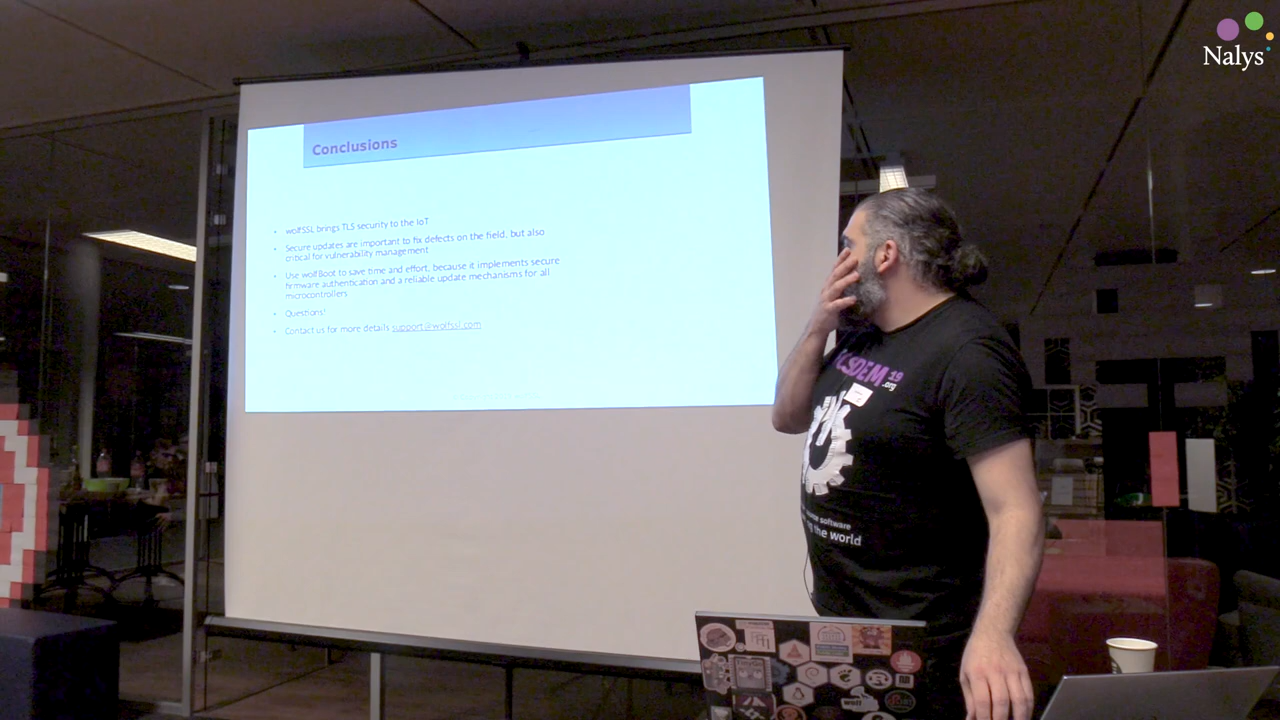 Nalys
Conclusions
wolfSSL brings TLS security to the IoT
Secure updates are important to fix defects on the field, but also
critical for vulnerability management
Use wolfBoot to save time and effort, because it implements secure
firmware authentication and a reliable update mechanisms for all
microcontrollers
Questions!
Contact us for more details support@wolfssl.com
OSDEM 19
.org
software
the world
wolf